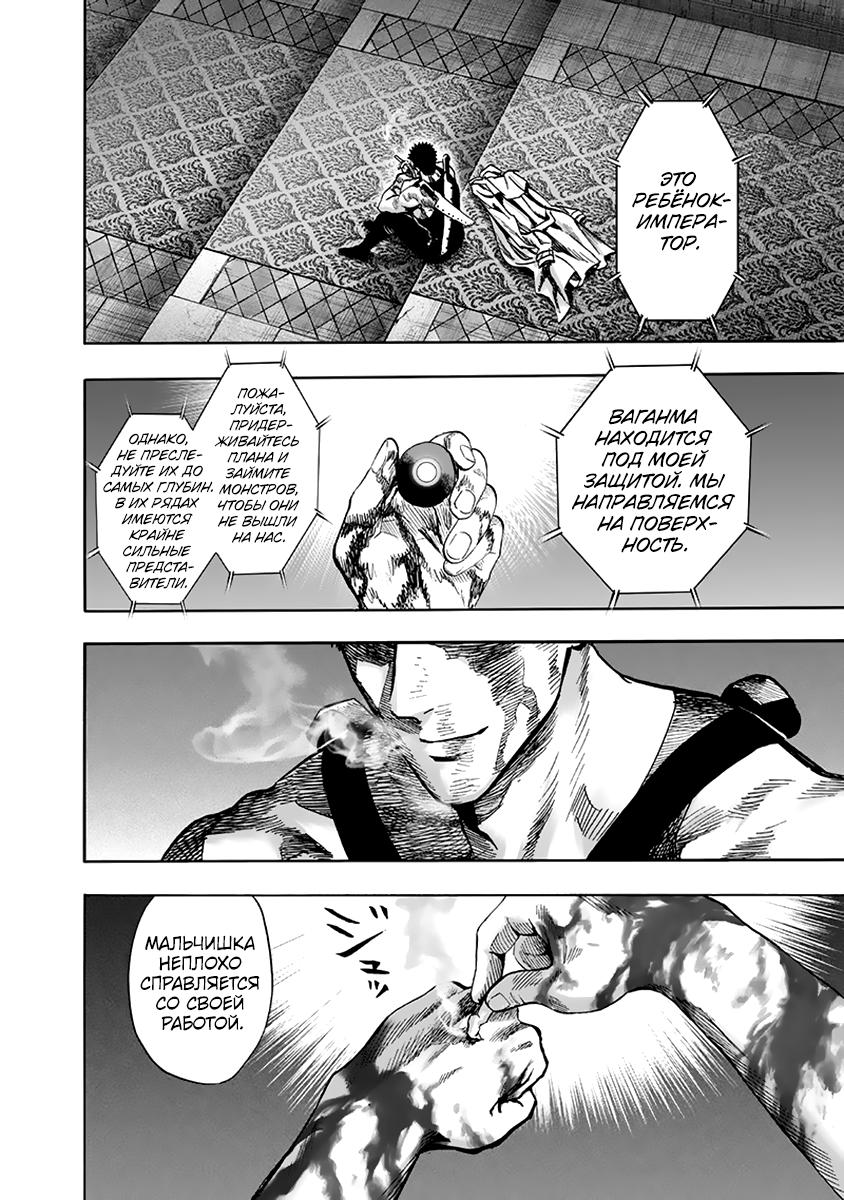 ЭТО
РЕБЁНОК-
ИМПЕРА-
ТОР.
ВАГАНМА
НАХОДИТСЯ
ПОД МОЕЙ
ЗАЩИТОЙ. МЫ
НАПРАВЛЯЕМСЯ
НА ПОВЕРХ-
НОСТЬ.
ПОЖА-
ЛУЙСТА,
ПРИДЕР-
ЖИВАЙТЕСЬ
ПЛАНА И
ЗАЙМИТЕ
МОНСТРОВ,
ЧТОБЫ ОНИ
НЕ ВЫШЛИ
НА НАС.
ОДНАКО,
НЕ ПРЕСЛЕ-
ДУЙТЕ ИХ ДО
САМЫХ ГЛУБИН.
В ИХ РЯДАХ
ИМЕЮТСЯ
КРАЙНЕ
СИЛЬНЫЕ
ПРЕДСТА-
ВИТЕЛИ.
ジュッ
МАЛЬЧИШКА
НЕПЛОХО
СПРАВЛЯЕТСЯ
СО СВОЕЙ
РАБОТОЙ.